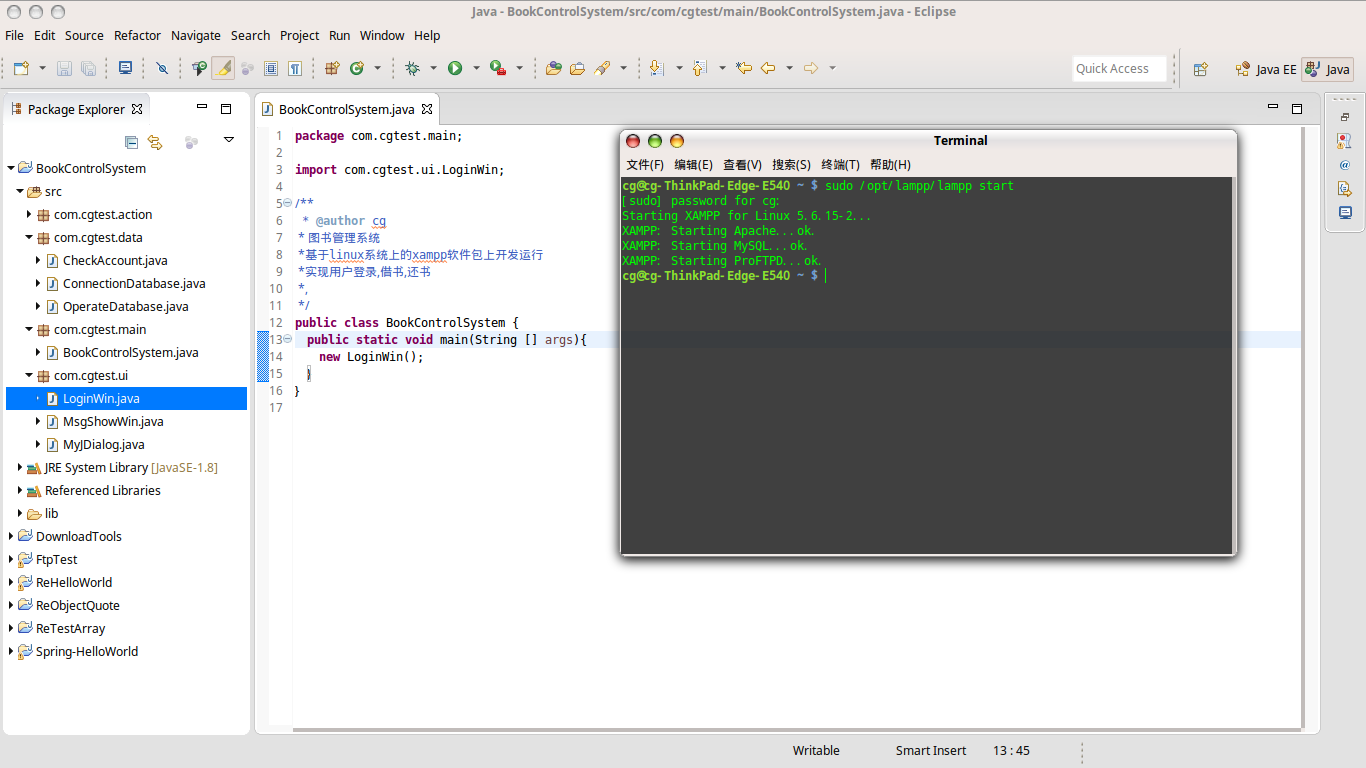 Java - BookControlSystem/src/com/cgtest/main/BookControlSystem.java - Eclipse
File Edit Source Refactor Navigate Search Project Run Window Help
Quick Access
Java EE
Java
Package Explorer
BookControlSystem
src
com.cgtest.action
com.cgtest.data
CheckAccount.java
ConnectionDatabase.java
OperateDatabase.java
com.cgtest.main
BookControlSystem.java
com.cgtest.ui
LoginWin.java
MsgShowWin.java
MyJDialog.java
JRE System Library [JavaSE-1.8]
Referenced Libraries
lib
DownloadTools
FtpTest
ReHelloWorld
ReObjectQuote
ReTestArray
Spring-HelloWorld
BookControlSystem.java
1 package com.cgtest.main;
2
3 import com.cgtest.ui.LoginWin;
4
5 /**
6 * @author cg
7 * 图书管理系统
8 *基于linux系统上的xampp软件包上开发运行
9 *实现用户登录,借书,还书
10 *,
11 */
12 public class BookControlSystem {
13 public static void main(String [] args){
14 new LoginWin();
15 }
16 }
17
Terminal
文件(F) 编辑(E) 查看(V) 搜索(S) 终端(T) 帮助(H)
cg@cg-ThinkPad-Edge-E540 ~ $ sudo /opt/lampp/lampp start
[sudo] password for cg:
Starting XAMPP for Linux 5.6.15-2...
XAMPP: Starting Apache...ok.
XAMPP: Starting MySQL...ok.
XAMPP: Starting ProFTPD...ok.
cg@cg-ThinkPad-Edge-E540 ~ $
Writable
Smart Insert
13 : 45